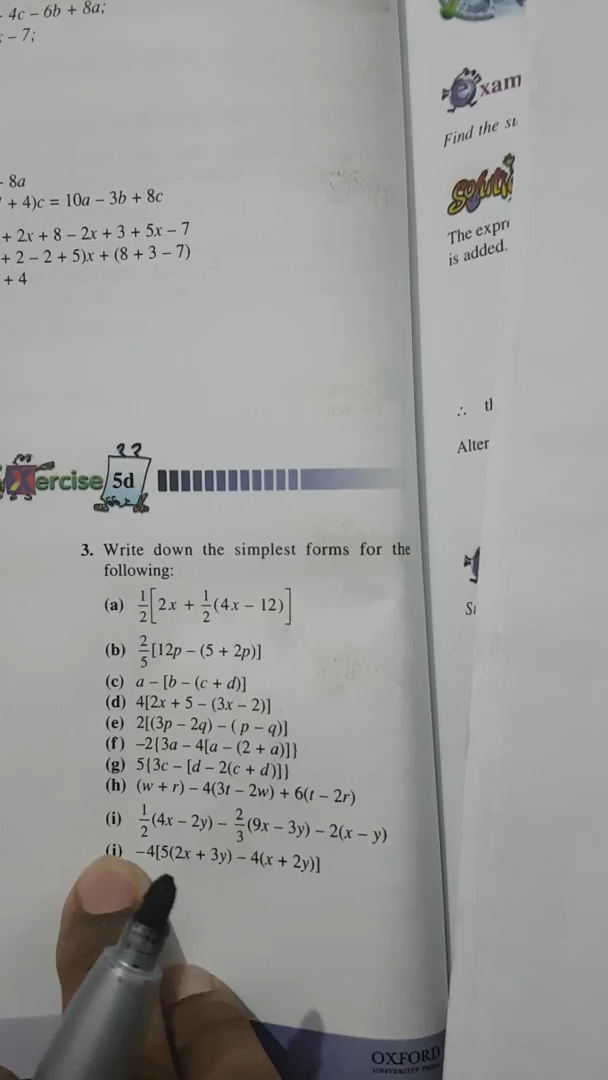 4c – 6b + 8a;
– 7;
8a
+ 4)c = 10a – 3b + 8c
+ 2x + 8 – 2x + 3 + 5x – 7
+ 2 – 2 + 5)x + (8 + 3 – 7)
+ 4
Exercise 5d
3. Write down the simplest forms for the
following:
(a) 1/2[2x + 1/2(4x – 12)]
(b) 2/5[12p – (5 + 2p)]
(c) a – [b – (c + d)]
(d) 4[2x + 5 – (3x – 2)]
(e) 2[(3p – 2q) – ( p – q)]
(f) –2{3a – 4[a – (2 + a)]}
(g) 5{3c – [d – 2(c + d)]}
(h) (w + r) – 4(3t – 2w) + 6(t – 2r)
(i) 1/2(4x – 2y) – 2/3(9x – 3y) – 2(x – y)
(j) –4[5(2x + 3y) – 4(x + 2y)]
OXFORD
UNIVERSITY
exam
Find the
The
is added.
∴
Alter